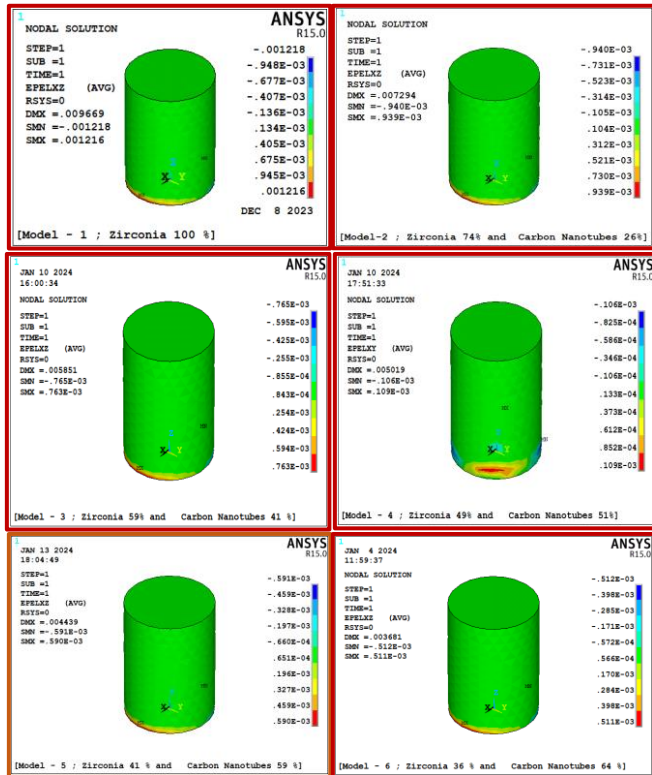 1
ANSYS
R15.0
NODAL SOLUTION
STEP=1
SUB =1
TIME=1
EPELXZ (AVG)
RSYS=0
DMX =.009669
SMN =-.001218
SMX =.001216
-.001218
-.948E-03
-.677E-03
-.407E-03
-.136E-03
.134E-03
.405E-03
.675E-03
.945E-03
.001216
X
Z
Y
DEC 8 2023
[Model - 1 ; Zirconia 100 %]
1
NODAL SOLUTION
STEP=1
SUB =1
TIME=1
EPELXZ (AVG)
RSYS=0
DMX =.007294
SMN =-.940E-03
SMX =.939E-03
-.940E-03
-.731E-03
-.523E-03
-.314E-03
-.105E-03
.104E-03
.312E-03
.521E-03
.730E-03
.939E-03
X
Z
Y
[Model-2 ; Zirconia 74% and Carbon Nanotubes 26%]
1
ANSYS
R15.0
JAN 10 2024
16:00:34
NODAL SOLUTION
STEP=1
SUB =1
TIME=1
EPELXZ (AVG)
RSYS=0
DMX =.005851
SMN =-.765E-03
SMX =.763E-03
-.765E-03
-.595E-03
-.425E-03
-.255E-03
-.855E-04
.843E-04
.254E-03
.424E-03
.594E-03
.763E-03
X
Z
Y
[Model - 3 ; Zirconia 59% and Carbon Nanotubes 41 %]
1
ANSYS
R15.0
JAN 10 2024
17:51:33
NODAL SOLUTION
STEP=1
SUB =1
TIME=1
EPELXY (AVG)
RSYS=0
DMX =.005019
SMN =-.106E-03
SMX =.109E-03
-.106E-03
-.825E-04
-.586E-04
-.346E-04
-.106E-04
.133E-04
.373E-04
.612E-04
.852E-04
.109E-03
X
Z
Y
[Model - 4 ; Zirconia 49% and Carbon Nanotubes 51%]
1
ANSYS
R15.0
JAN 13 2024
18:04:49
STEP=1
SUB =1
TIME=1
EPELXZ (AVG)
RSYS=0
DMX =.004439
SMN =-.591E-03
SMX =.590E-03
-.591E-03
-.459E-03
-.328E-03
-.197E-03
-.660E-04
.651E-04
.196E-03
.327E-03
.459E-03
.590E-03
X
Z
Y
[Model - 5 ; Zirconia 41 % and Carbon Nanotubes 59 %]
1
ANSYS
R15.0
JAN 4 2024
11:59:37
NODAL SOLUTION
STEP=1
SUB =1
TIME=1
EPELXZ (AVG)
RSYS=0
DMX =.003681
SMN =-.512E-03
SMX =.511E-03
-.512E-03
-.398E-03
-.285E-03
-.171E-03
-.572E-04
.566E-04
.170E-03
.284E-03
.398E-03
.511E-03
X
Z
Y
[Model - 6 ; Zirconia 36 % and Carbon Nanotubes 64 %]